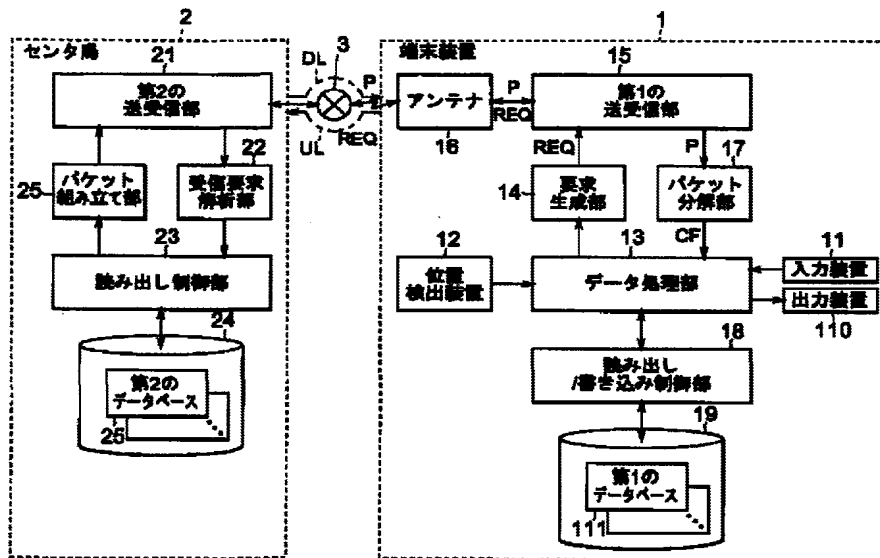 2
センタ局
21
第2の
送受信部
22
25
パケット
組み立て部
受信要求
解析部
23
読み出し制御部
24
第2の
データベース
25
DL
3
P
UL
REQ
1
端末装置
アンテナ
16
P
REQ
15
第1の
送受信部
REQ
P
17
14
要求
生成部
パケット
分解部
CF
12
位置
検出装置
13
データ処理部
11
入力装置
出力装置
110
18
読み出し
/書き込み制御部
19
第1の
データベース
111